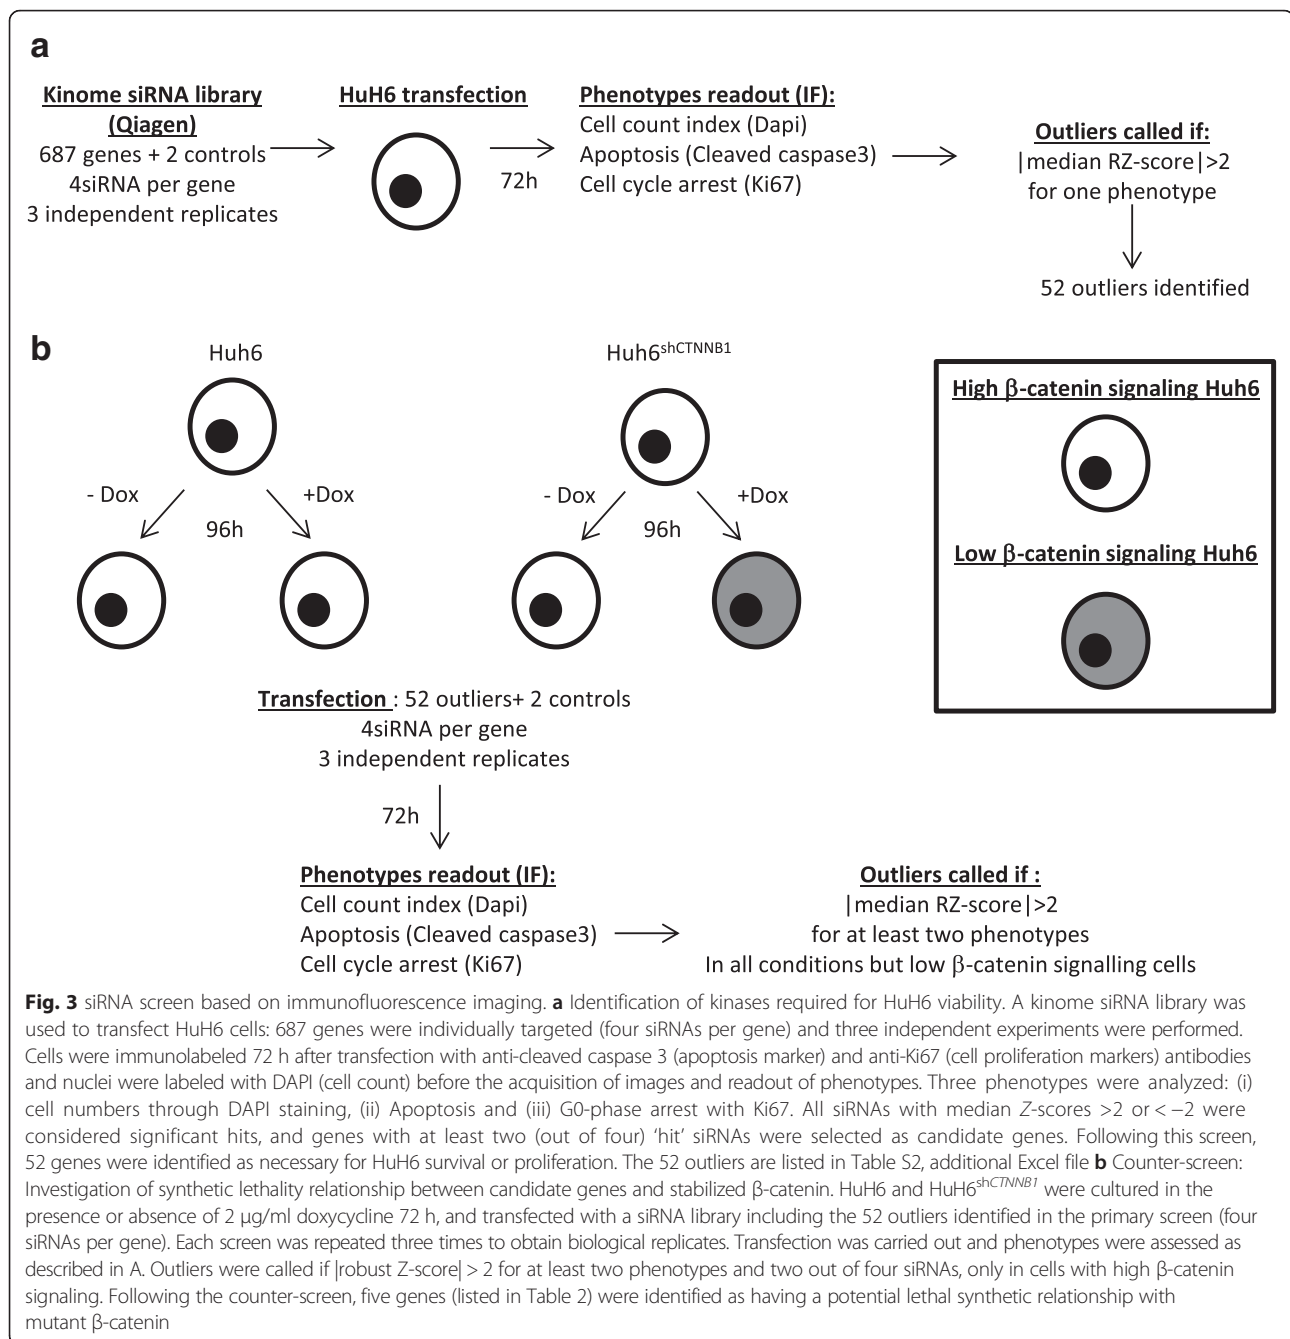 a
Kinome siRNA library
(Qiagen)
687 genes + 2 controls
4siRNA per gene
3 independent replicates
HuH6 transfection
72h
Phenotypes readout (IF):
Cell count index (Dapi)
Apoptosis (Cleaved caspase3)
Cell cycle arrest (Ki67)
Outliers called if:
|median RZ-score|>2
for one phenotype
52 outliers identified
b
Huh6
- Dox
+Dox
96h
Huh6shCTNNB1
- Dox
+Dox
96h
High β-catenin signaling Huh6
Low β-catenin signaling Huh6
Transfection : 52 outliers+ 2 controls
4siRNA per gene
3 independent replicates
72h
Phenotypes readout (IF):
Cell count index (Dapi)
Apoptosis (Cleaved caspase3)
Cell cycle arrest (Ki67)
Outliers called if :
|median RZ-score|>2
for at least two phenotypes
In all conditions but low β-catenin signalling cells
Fig. 3 siRNA screen based on immunofluorescence imaging. a Identification of kinases required for HuH6 viability. A kinome siRNA library was
used to transfect HuH6 cells: 687 genes were individually targeted (four siRNAs per gene) and three independent experiments were performed.
Cells were immunolabeled 72 h after transfection with anti-cleaved caspase 3 (apoptosis marker) and anti-Ki67 (cell proliferation markers) antibodies
and nuclei were labeled with DAPI (cell count) before the acquisition of images and readout of phenotypes. Three phenotypes were analyzed: (i)
cell numbers through DAPI staining, (ii) Apoptosis and (iii) G0-phase arrest with Ki67. All siRNAs with median Z-scores >2 or < −2 were
considered significant hits, and genes with at least two (out of four) ‘hit’ siRNAs were selected as candidate genes. Following this screen,
52 genes were identified as necessary for HuH6 survival or proliferation. The 52 outliers are listed in Table S2, additional Excel file b Counter-screen:
Investigation of synthetic lethality relationship between candidate genes and stabilized β-catenin. HuH6 and HuH6shCTNNB1 were cultured in the
presence or absence of 2 μg/ml doxycycline 72 h, and transfected with a siRNA library including the 52 outliers identified in the primary screen (four
siRNAs per gene). Each screen was repeated three times to obtain biological replicates. Transfection was carried out and phenotypes were assessed as
described in A. Outliers were called if |robust Z-score| > 2 for at least two phenotypes and two out of four siRNAs, only in cells with high β-catenin
signaling. Following the counter-screen, five genes (listed in Table 2) were identified as having a potential lethal synthetic relationship with
mutant β-catenin